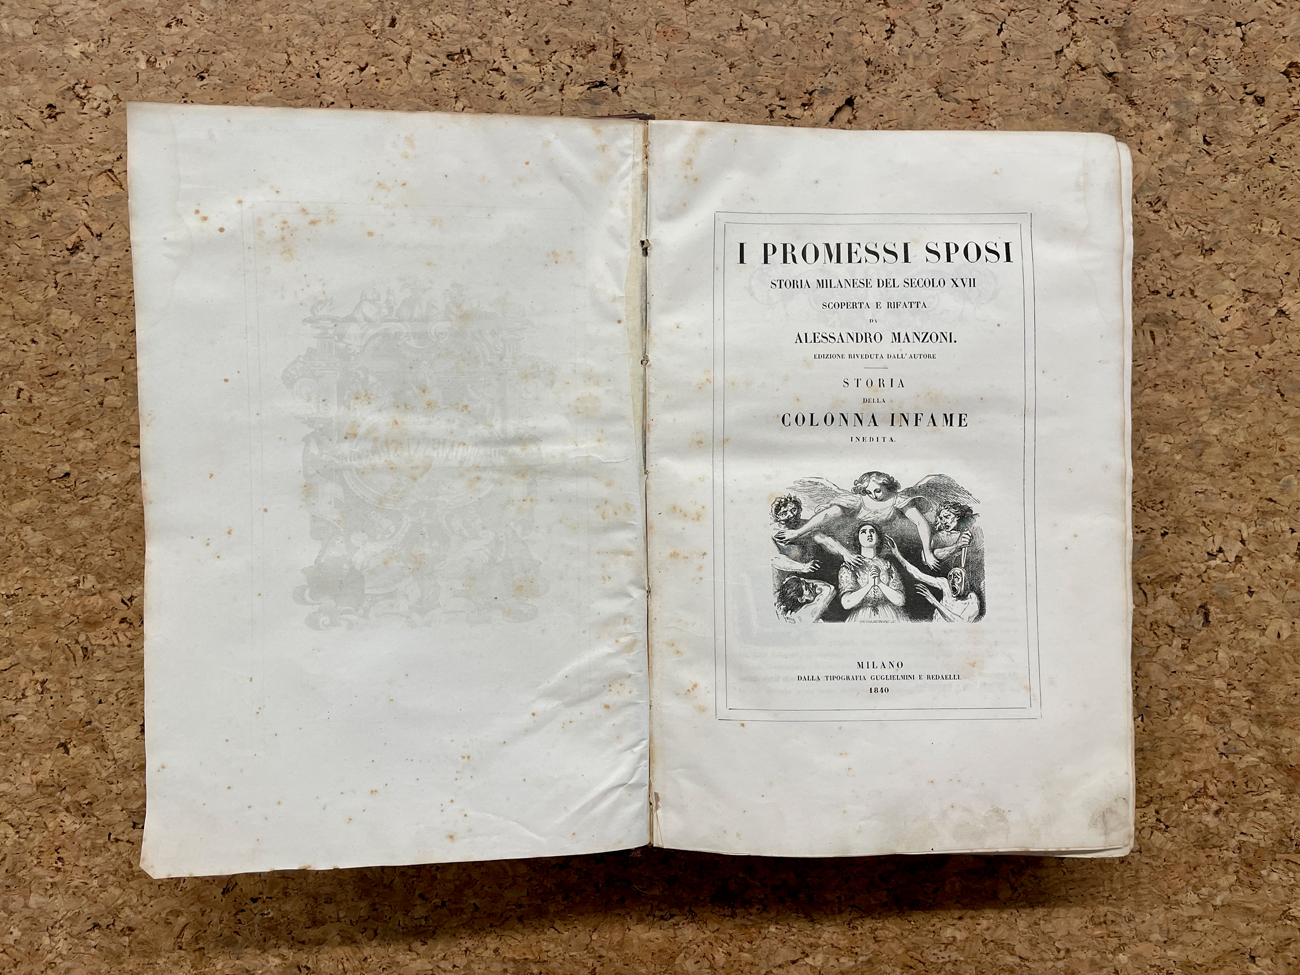 I PROMESSI SPOSI
STORIA MILANESE DEL SECOLO XVII
SCOPERTA E RIFATTA
DA
ALESSANDRO MANZONI.
EDIZIONE RIVEDUTA DALL'AUTORE
STORIA
DELLA
COLONNA INFAME
INEDITA.
MILANO
DALLA TIPOGRAFIA GUGLIELMINI E REDAELLI
1840